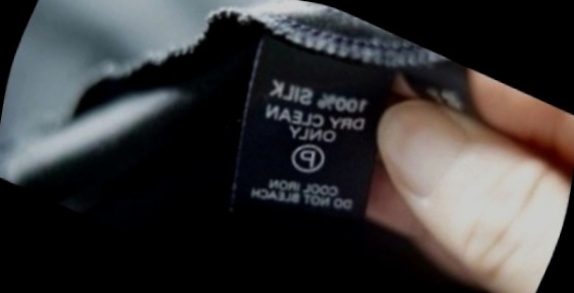 100% SILK
DRY CLEAN
ONLY
P
COOL IRON
DO NOT BLEACH